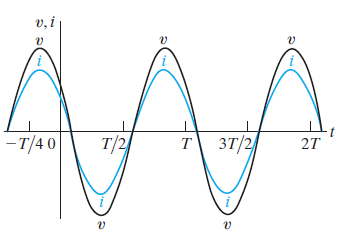 v, i
v v v
i i i
t
−T/4 0 T/2 T 3T/2 2T
i i
v v